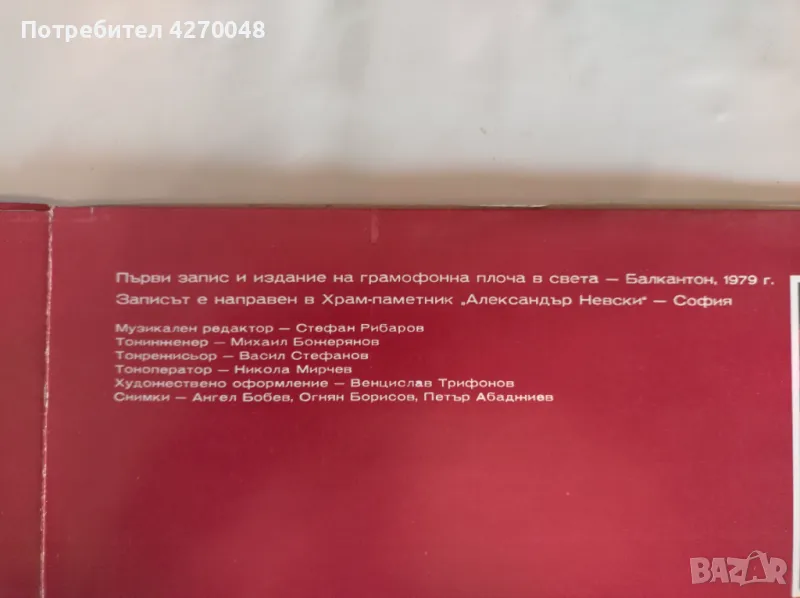 Потребител 4270048
Първи запис и издание на грамофонна плоча в света — Балкантон, 1979 г.
Записът е направен в Храм-паметник „Александър Невски“ — София
Музикален редактор — Стефан Рибаров
Тонинженер — Михаил Божерянов
Тонрежисьор — Васил Стефанов
Тоноператор — Никола Мирчев
Художествено оформление — Венцислав Трифонов
Снимки — Ангел Бобев, Огнян Борисов, Петър Абаджиев
BAZAR